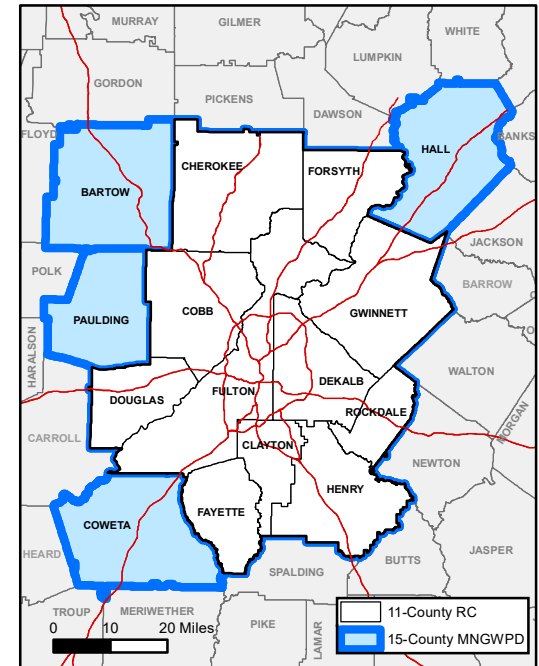 MURRAY
GILMER
WHITE
LUMPKIN
GORDON
PICKENS
DAWSON
FLOYD
BANKS
HALL
CHEROKEE
FORSYTH
BARTOW
JACKSON
POLK
BARROW
COBB
GWINNETT
PAULDING
HARALSON
WALTON
DEKALB
DOUGLAS
FULTON
ROCKDALE
MORGAN
CARROLL
CLAYTON
NEWTON
HENRY
FAYETTE
COWETA
HEARD
JASPER
BUTTS
SPALDING
TROUP
MERIWETHER
PIKE
LAMAR
0 10 20 Miles
11-County RC
15-County MNGWPD